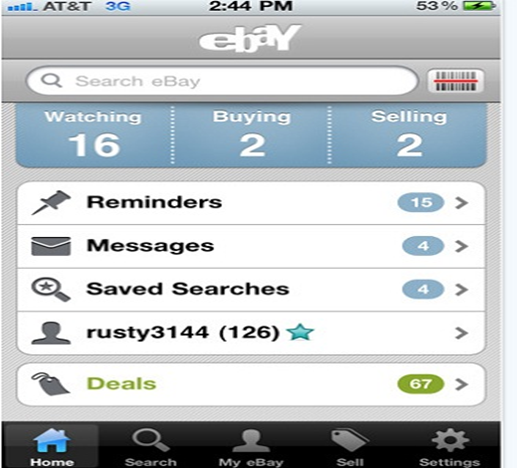 AT&T 3G 2:44 PM 53%
ebaY
Search eBay
Watching Buying Selling
16 2 2
Reminders 15
Messages 4
Saved Searches 4
rusty3144 (126)
Deals 67
Home Search My eBay Sell Settings